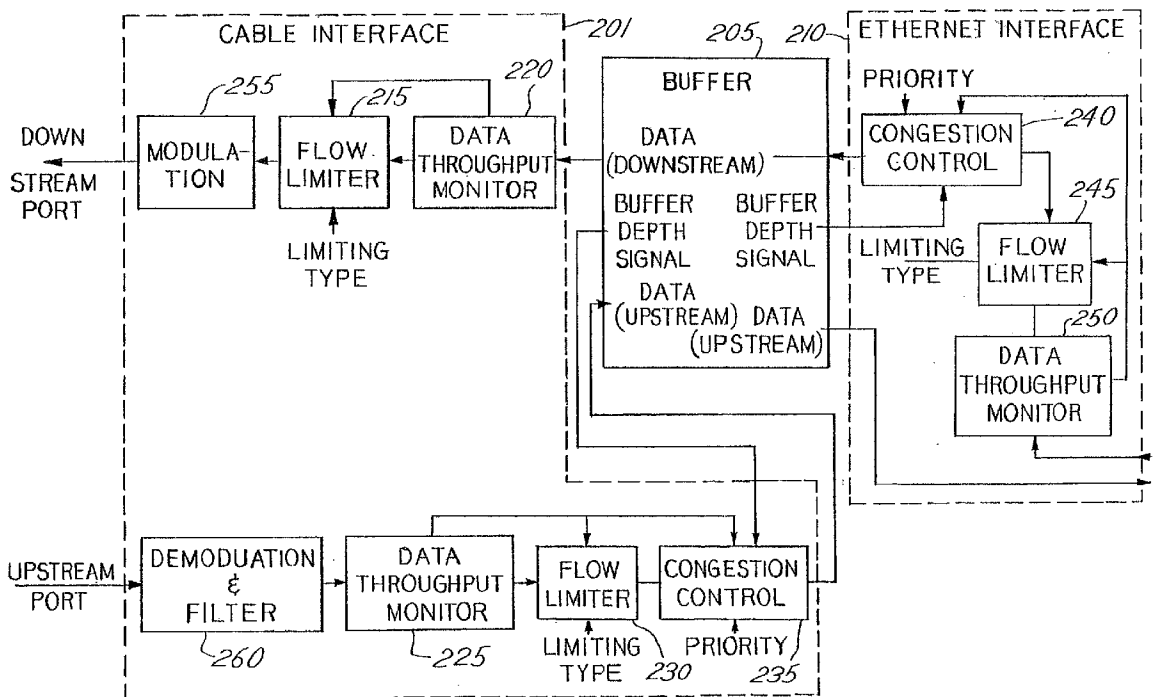 CABLE INTERFACE
201
205
210
ETHERNET INTERFACE
255
215
220
BUFFER
PRIORITY
240
DOWN
STREAM
PORT
MODULA-
TION
FLOW
LIMITER
DATA
THROUGHPUT
MONITOR
LIMITING
TYPE
DATA
(DOWNSTREAM)
BUFFER
DEPTH
SIGNAL
BUFFER
DEPTH
SIGNAL
DATA
(UPSTREAM)
DATA
(UPSTREAM)
CONGESTION
CONTROL
245
LIMITING
TYPE
FLOW
LIMITER
250
DATA
THROUGHPUT
MONITOR
UPSTREAM
PORT
DEMODUATION
&
FILTER
260
DATA
THROUGHPUT
MONITOR
225
FLOW
LIMITER
LIMITING
TYPE
230
CONGESTION
CONTROL
PRIORITY
235